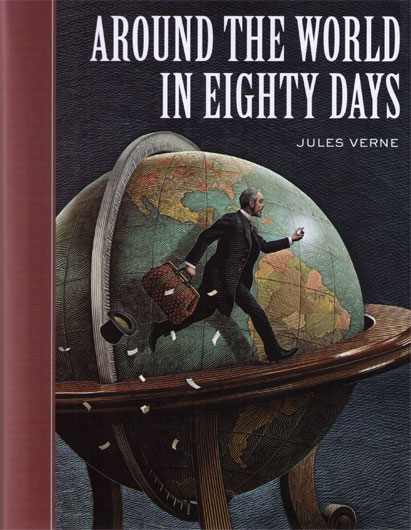 AROUND THE WORLD
IN EIGHTY DAYS
JULES VERNE